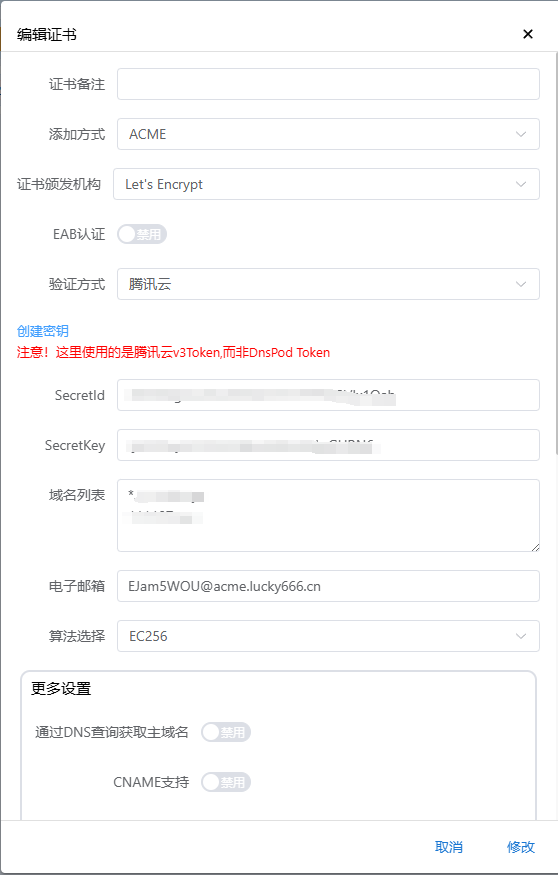 编辑证书
证书备注
添加方式 ACME
证书颁发机构 Let's Encrypt
EAB认证 禁用
验证方式 腾讯云
创建密钥
注意！这里使用的是腾讯云v3Token,而非DnsPod Token
SecretId
SecretKey
域名列表 *
电子邮箱 EJam5WOU@acme.lucky666.cn
算法选择 EC256
更多设置
通过DNS查询获取主域名 禁用
CNAME支持 禁用
取消 修改